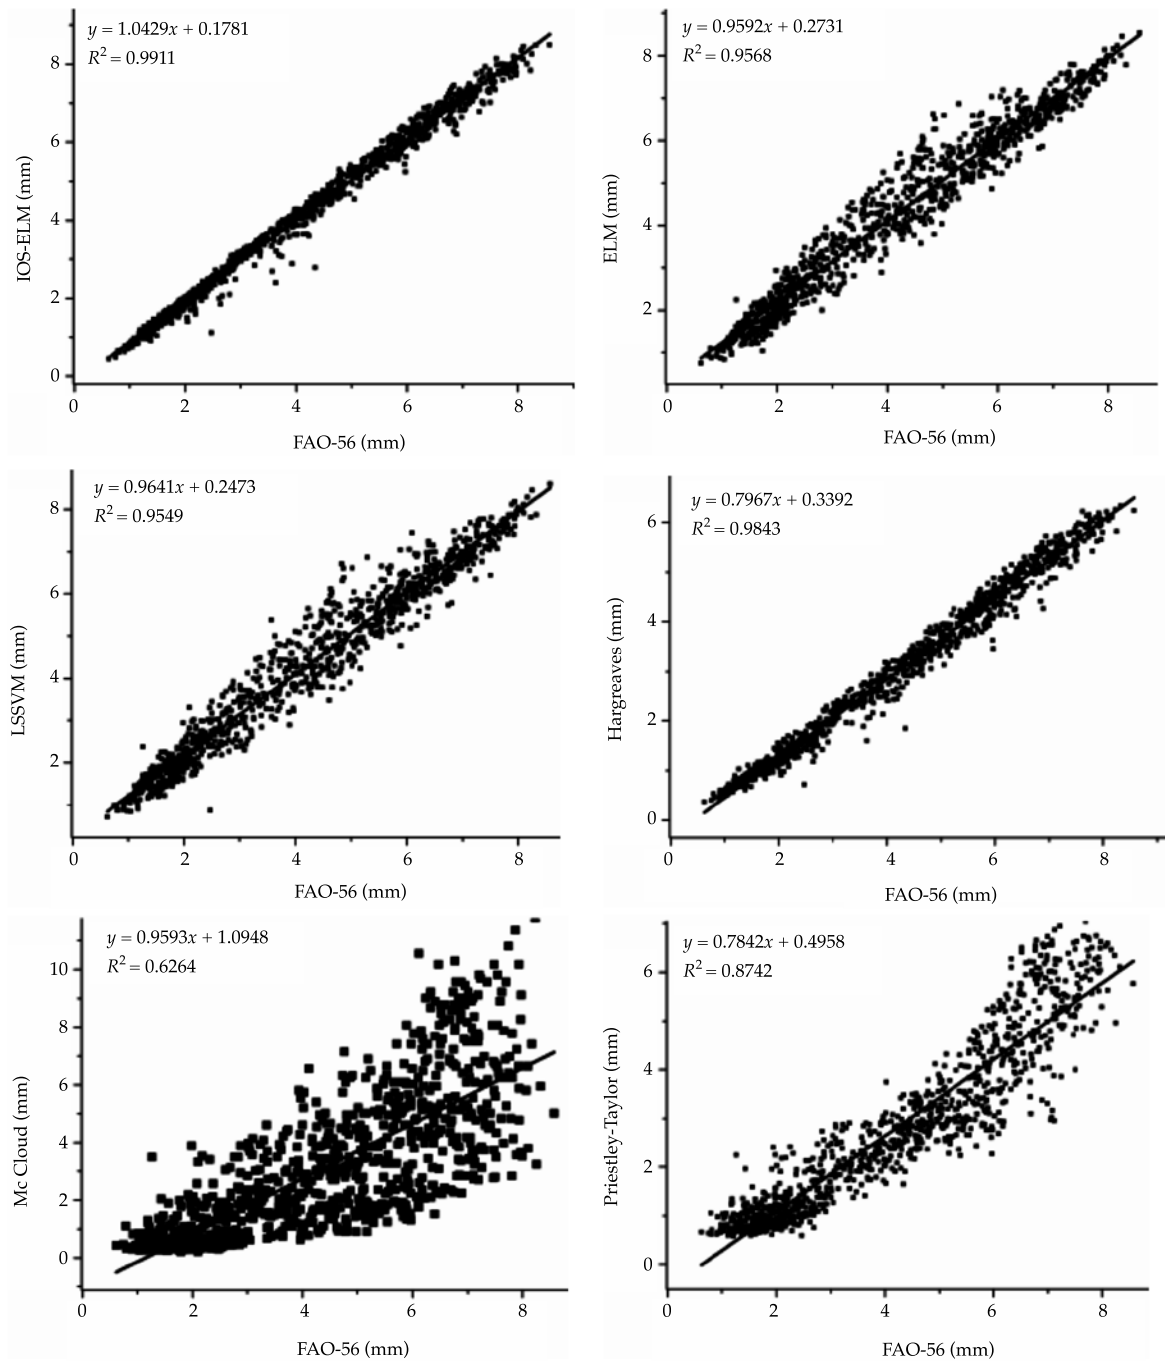 y = 1.0429x + 0.1781
R² = 0.9911
8
6
4
2
0
IOS-ELM (mm)
0 2 4 6 8
FAO-56 (mm)
y = 0.9592x + 0.2731
R² = 0.9568
8
6
4
2
ELM (mm)
0 2 4 6 8
FAO-56 (mm)
y = 0.9641x + 0.2473
R² = 0.9549
8
6
4
2
LSSVM (mm)
0 2 4 6 8
FAO-56 (mm)
y = 0.7967x + 0.3392
R² = 0.9843
6
4
2
0
Hargreaves (mm)
0 2 4 6 8
FAO-56 (mm)
y = 0.9593x + 1.0948
R² = 0.6264
10
8
6
4
2
0
Mc Cloud (mm)
0 2 4 6 8
FAO-56 (mm)
y = 0.7842x + 0.4958
R² = 0.8742
6
4
2
0
Priestley-Taylor (mm)
0 2 4 6 8
FAO-56 (mm)